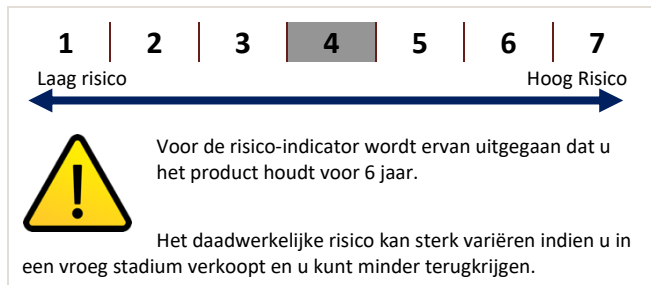 1 2 3 4 5 6 7
Laag risico Hoog Risico
Voor de risico-indicator wordt ervan uitgegaan dat u
het product houdt voor 6 jaar.
Het daadwerkelijke risico kan sterk variëren indien u in
een vroeg stadium verkoopt en u kunt minder terugkrijgen.